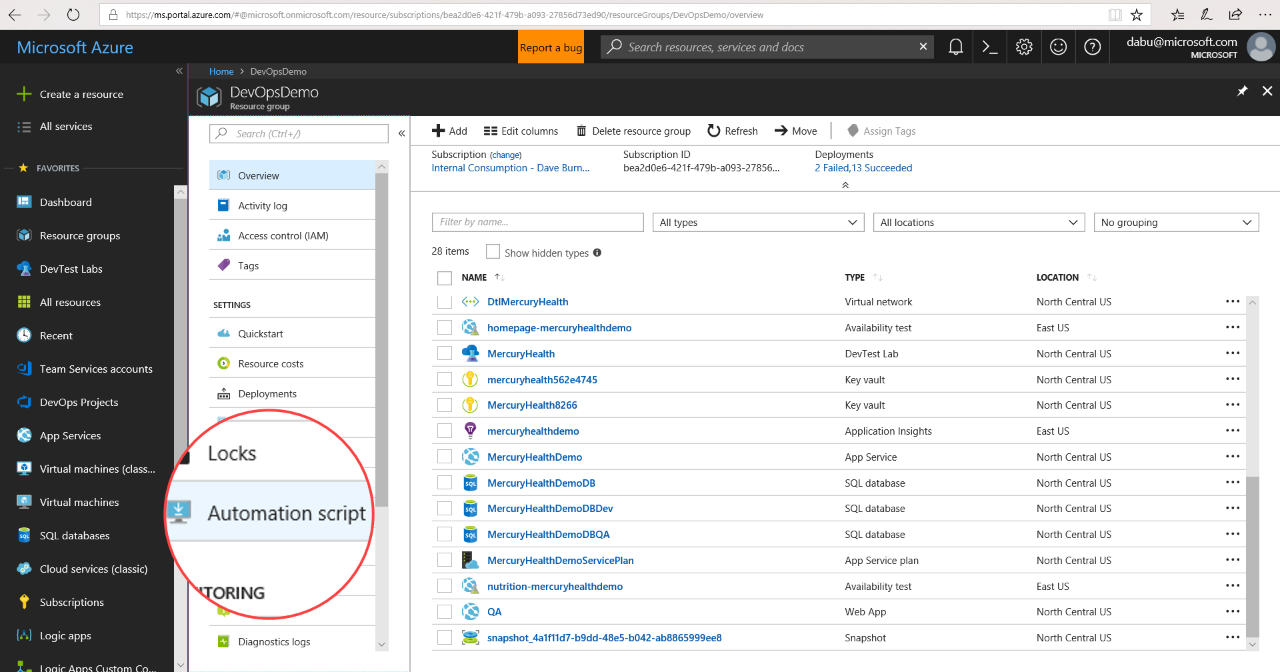 https://ms.portal.azure.com/#@microsoft.onmicrosoft.com/resource/subscriptions/bea2d0e6-421f-479b-a093-27856d73ed90/resourceGroups/DevOpsDemo/overview
Microsoft Azure
Report a bug
Search resources, services and docs
dabu@microsoft.com
MICROSOFT
Create a resource
All services
FAVORITES
Dashboard
Resource groups
DevTest Labs
All resources
Recent
Team Services accounts
DevOps Projects
App Services
Virtual machines (class...
Virtual machines
SQL databases
Cloud services (classic)
Subscriptions
Logic apps
Logic Apps Custom Co...
Home > DevOpsDemo
DevOpsDemo
Resource group
Search (Ctrl+/)
Overview
Activity log
Access control (IAM)
Tags
SETTINGS
Quickstart
Resource costs
Deployments
Locks
Automation script
TORING
Diagnostics logs
Add Edit columns Delete resource group Refresh Move Assign Tags
Subscription (change) Subscription ID Deployments
Internal Consumption - Dave Burn... bea2d0e6-421f-479b-a093-27856... 2 Failed,13 Succeeded
Filter by name... All types All locations No grouping
28 items Show hidden types
NAME TYPE LOCATION
DtlMercuryHealth Virtual network North Central US
homepage-mercuryhealthdemo Availability test East US
MercuryHealth DevTest Lab North Central US
mercuryhealth562e4745 Key vault North Central US
MercuryHealth8266 Key vault North Central US
mercuryhealthdemo Application Insights East US
MercuryHealthDemo App Service North Central US
MercuryHealthDemoDB SQL database North Central US
MercuryHealthDemoDBDev SQL database North Central US
MercuryHealthDemoDBQA SQL database North Central US
MercuryHealthDemoServicePlan App Service plan North Central US
nutrition-mercuryhealthdemo Availability test East US
QA Web App North Central US
snapshot_4a1f11d7-b9dd-48e5-b042-ab8865999ee8 Snapshot North Central US